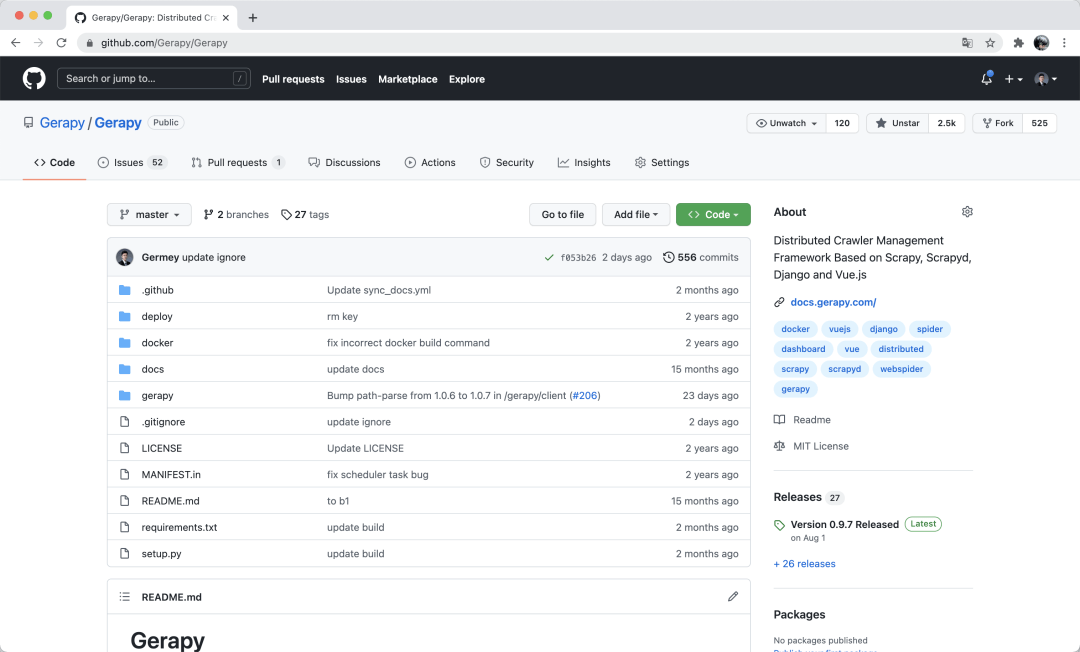 Gerapy/Gerapy: Distributed Cra
github.com/Gerapy/Gerapy
Search or jump to... /
Pull requests Issues Marketplace Explore
Gerapy / Gerapy Public
Unwatch 120 Unstar 2.5k Fork 525
Code Issues 52 Pull requests 1 Discussions Actions Security Insights Settings
master 2 branches 27 tags Go to file Add file Code
Germey update ignore f053b26 2 days ago 556 commits
.github Update sync_docs.yml 2 months ago
deploy rm key 2 years ago
docker fix incorrect docker build command 2 years ago
docs update docs 15 months ago
gerapy Bump path-parse from 1.0.6 to 1.0.7 in /gerapy/client (#206) 23 days ago
.gitignore update ignore 2 days ago
LICENSE Update LICENSE 2 years ago
MANIFEST.in fix scheduler task bug 2 years ago
README.md to b1 15 months ago
requirements.txt update build 2 months ago
setup.py update build 2 months ago
README.md
Gerapy
About
Distributed Crawler Management
Framework Based on Scrapy, Scrapyd,
Django and Vue.js
docs.gerapy.com/
docker vuejs django spider
dashboard vue distributed
scrapy scrapyd webspider
gerapy
Readme
MIT License
Releases 27
Version 0.9.7 Released Latest
on Aug 1
+ 26 releases
Packages
No packages published